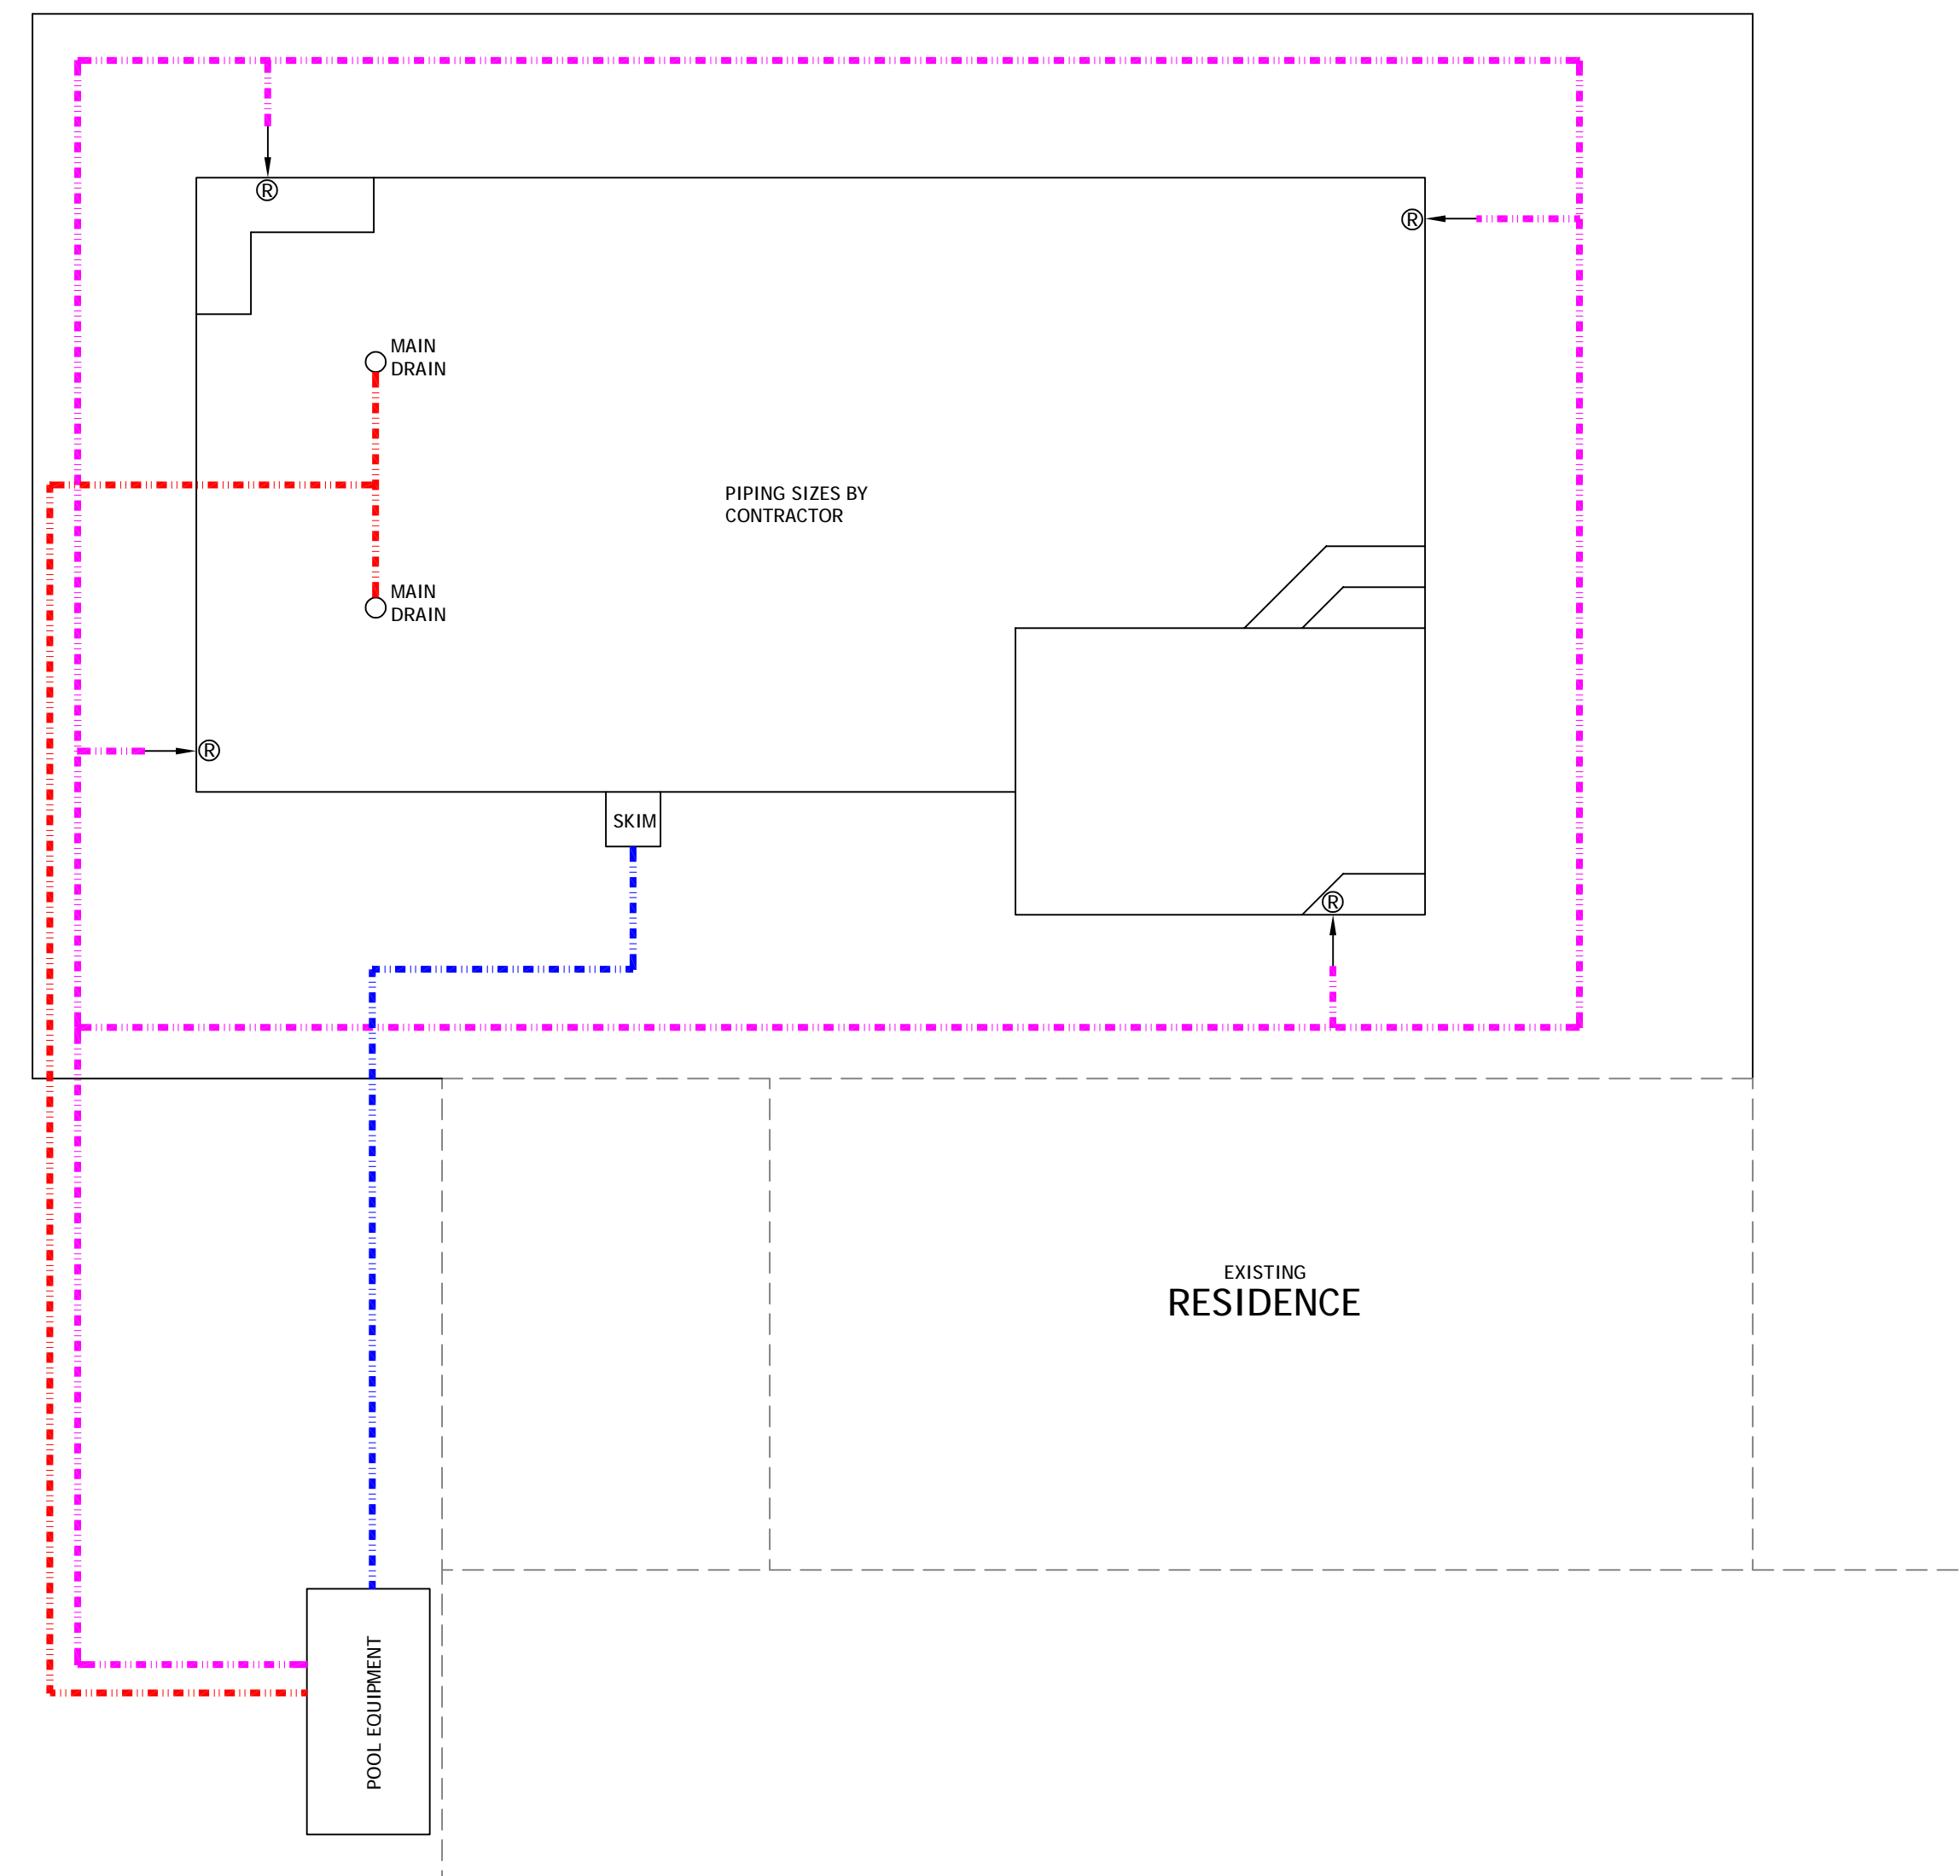 ®
®
MAIN
DRAIN
PIPING SIZES BY
CONTRACTOR
MAIN
DRAIN
®
SKIM
®
EXISTING
RESIDENCE
POOL EQUIPMENT